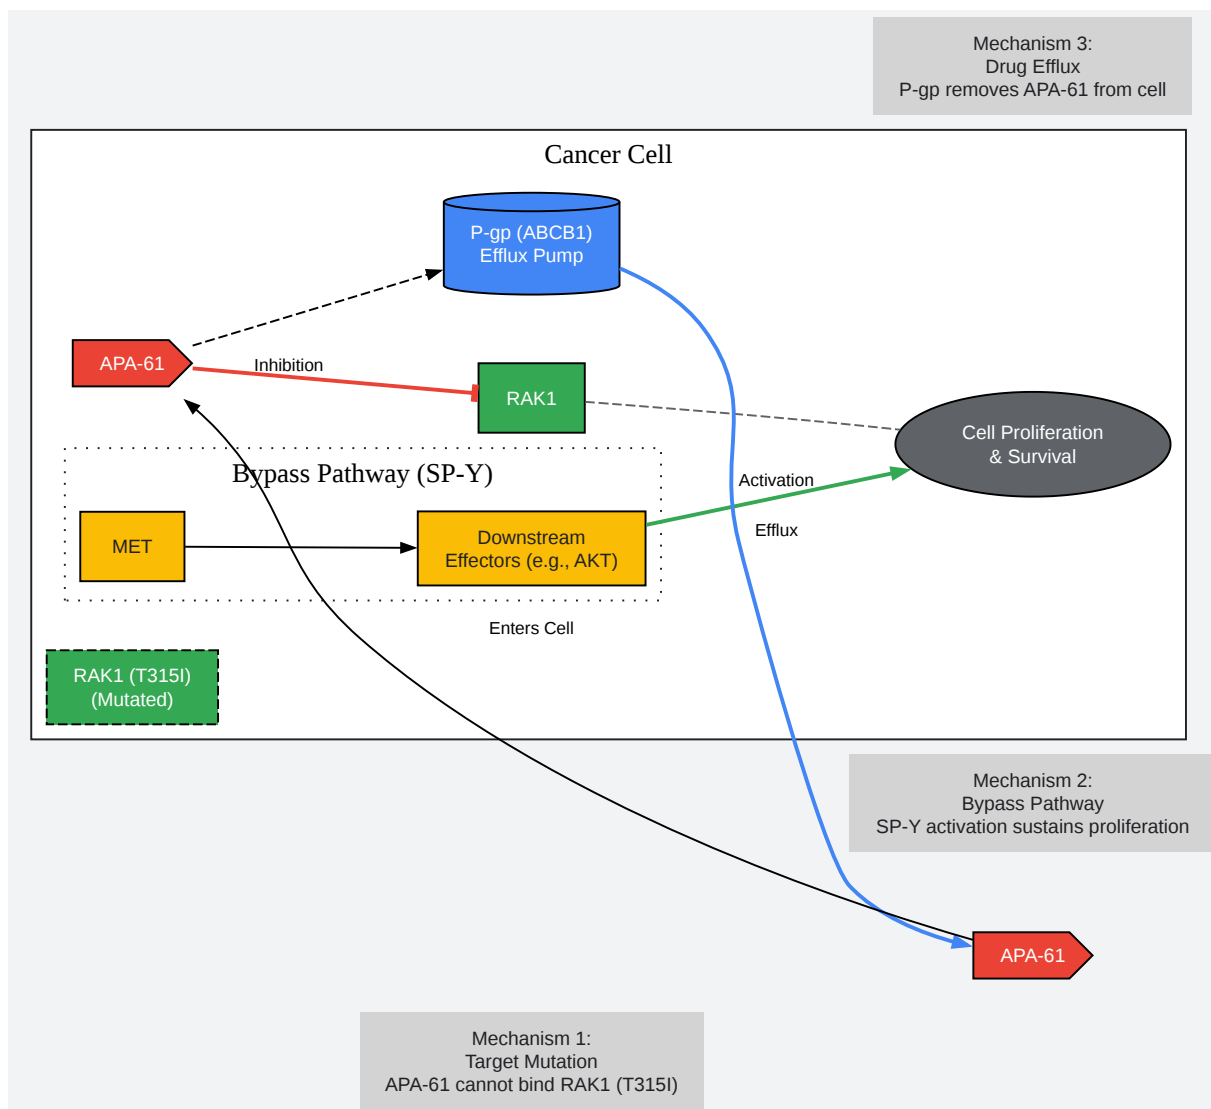 Mechanism 3:
Drug Efflux
P-gp removes APA-61 from cell
Cancer Cell
P-gp (ABCB1)
Efflux Pump
APA-61
Inhibition
RAK1
Cell Proliferation
& Survival
Bypass Pathway (SP-Y)
Activation
MET
Downstream
Effectors (e.g., AKT)
Efflux
Enters Cell
RAK1 (T315I)
(Mutated)
Mechanism 2:
Bypass Pathway
SP-Y activation sustains proliferation
APA-61
Mechanism 1:
Target Mutation
APA-61 cannot bind RAK1 (T315I)